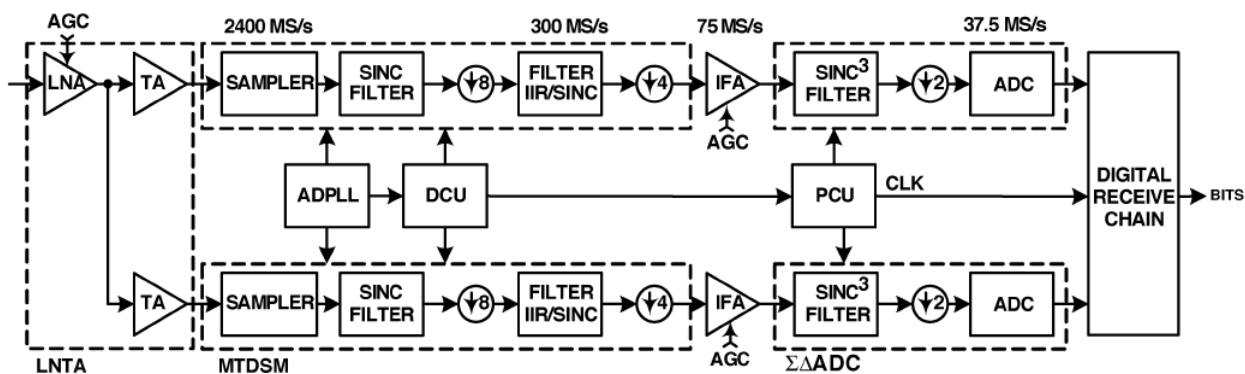 AGC
2400 MS/s
300 MS/s
75 MS/s
37.5 MS/s
LNA
TA
SAMPLER
SINC
FILTER
8
FILTER
IIR/SINC
4
IFA
SINC³
FILTER
2
ADC
AGC
ADPLL
DCU
PCU
CLK
DIGITAL
RECEIVE
CHAIN
BITS
TA
SAMPLER
SINC
FILTER
8
FILTER
IIR/SINC
4
IFA
SINC³
FILTER
2
ADC
AGC
LNTA
MTDSM
ΣΔADC